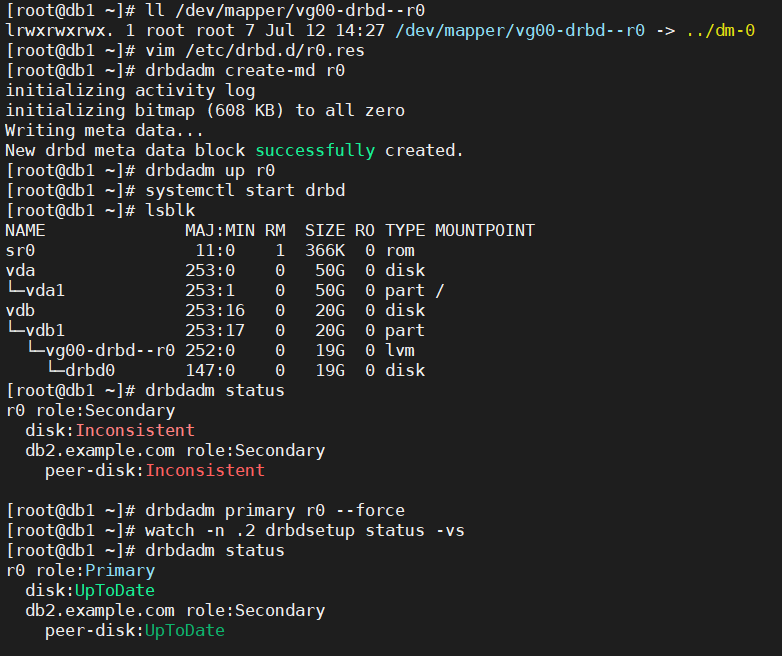 [root@db1 ~]# ll /dev/mapper/vg00-drbd--r0
lrwxrwxrwx. 1 root root 7 Jul 12 14:27 /dev/mapper/vg00-drbd--r0 -> ../dm-0
[root@db1 ~]# vim /etc/drbd.d/r0.res
[root@db1 ~]# drbdadm create-md r0
initializing activity log
initializing bitmap (608 KB) to all zero
Writing meta data...
New drbd meta data block successfully created.
[root@db1 ~]# drbdadm up r0
[root@db1 ~]# systemctl start drbd
[root@db1 ~]# lsblk
NAME              MAJ:MIN RM  SIZE RO TYPE MOUNTPOINT
sr0                11:0    1  366K  0 rom
vda               253:0    0   50G  0 disk
└─vda1            253:1    0   50G  0 part /
vdb               253:16   0   20G  0 disk
└─vdb1            253:17   0   20G  0 part
  └─vg00-drbd--r0 252:0    0   19G  0 lvm
    └─drbd0       147:0    0   19G  0 disk
[root@db1 ~]# drbdadm status
r0 role:Secondary
  disk:Inconsistent
  db2.example.com role:Secondary
    peer-disk:Inconsistent
[root@db1 ~]# drbdadm primary r0 --force
[root@db1 ~]# watch -n .2 drbdsetup status -vs
[root@db1 ~]# drbdadm status
r0 role:Primary
  disk:UpToDate
  db2.example.com role:Secondary
    peer-disk:UpToDate